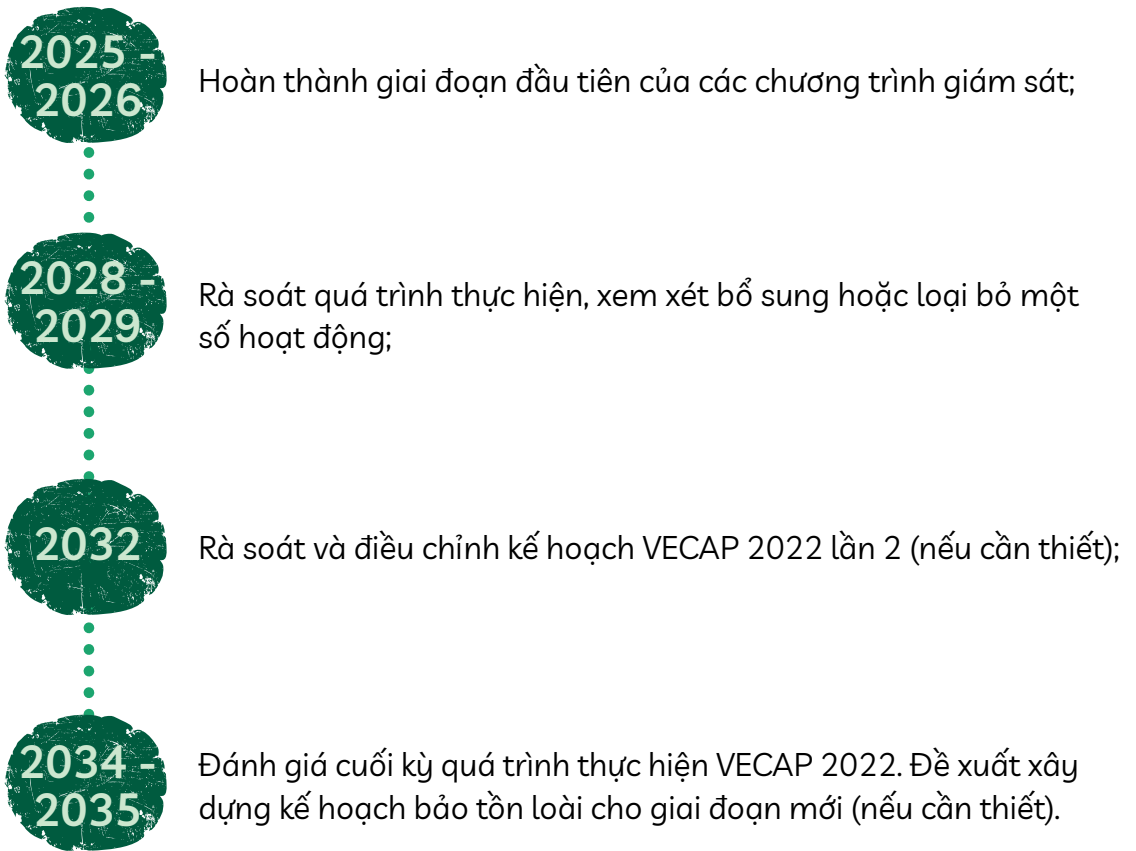 2025 -
2026
Hoàn thành giai đoạn đầu tiên của các chương trình giám sát;
2028 -
2029
Rà soát quá trình thực hiện, xem xét bổ sung hoặc loại bỏ một
số hoạt động;
2032
Rà soát và điều chỉnh kế hoạch VECAP 2022 lần 2 (nếu cần thiết);
2034 -
2035
Đánh giá cuối kỳ quá trình thực hiện VECAP 2022. Đề xuất xây
dựng kế hoạch bảo tồn loài cho giai đoạn mới (nếu cần thiết).